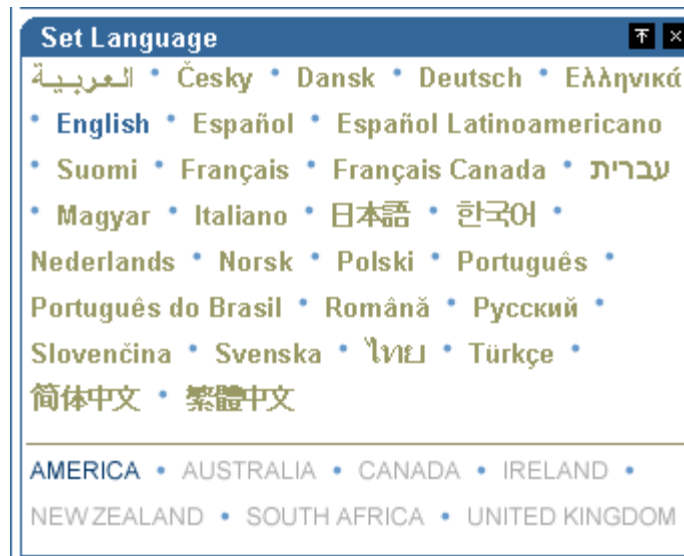 Set Language
العربية • Česky • Dansk • Deutsch • Ελληνικά
• English • Español • Español Latinoamericano
• Suomi • Français • Français Canada • עברית
• Magyar • Italiano • 日本語 • 한국어 •
Nederlands • Norsk • Polski • Português •
Português do Brasil • Română • Русский •
Slovenčina • Svenska • ไทย • Türkçe •
简体中文 • 繁體中文
AMERICA • AUSTRALIA • CANADA • IRELAND •
NEW ZEALAND • SOUTH AFRICA • UNITED KINGDOM